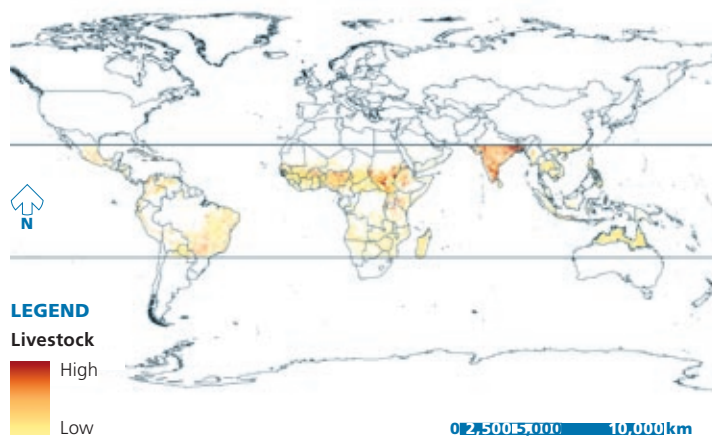 N
LEGEND
Livestock
High
Low
0 2,500 5,000 10,000 km